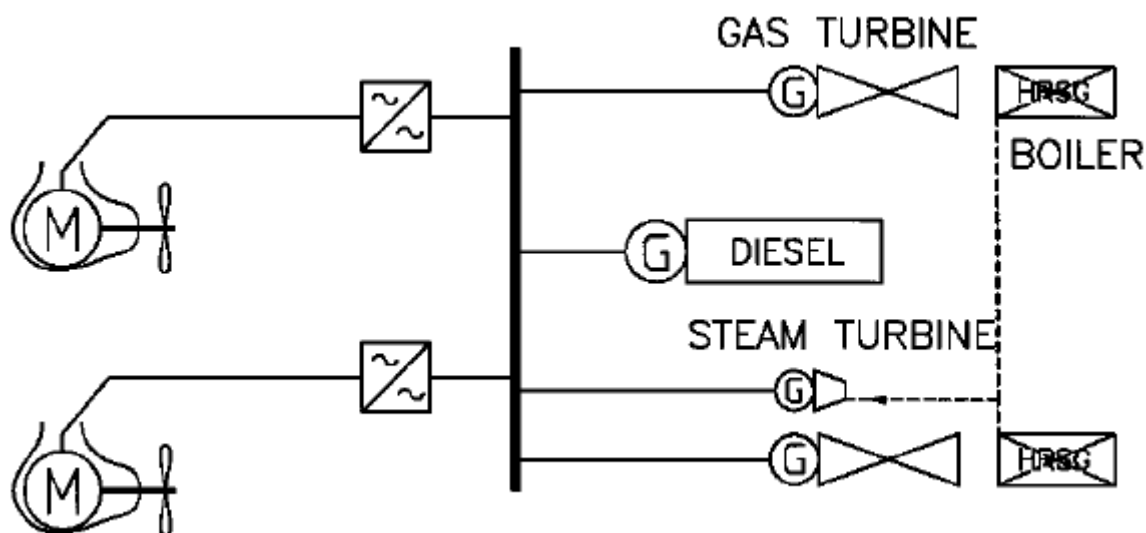 GAS TURBINE
G
HRSG
BOILER
M
G
DIESEL
STEAM TURBINE
G
M
G
HRSG